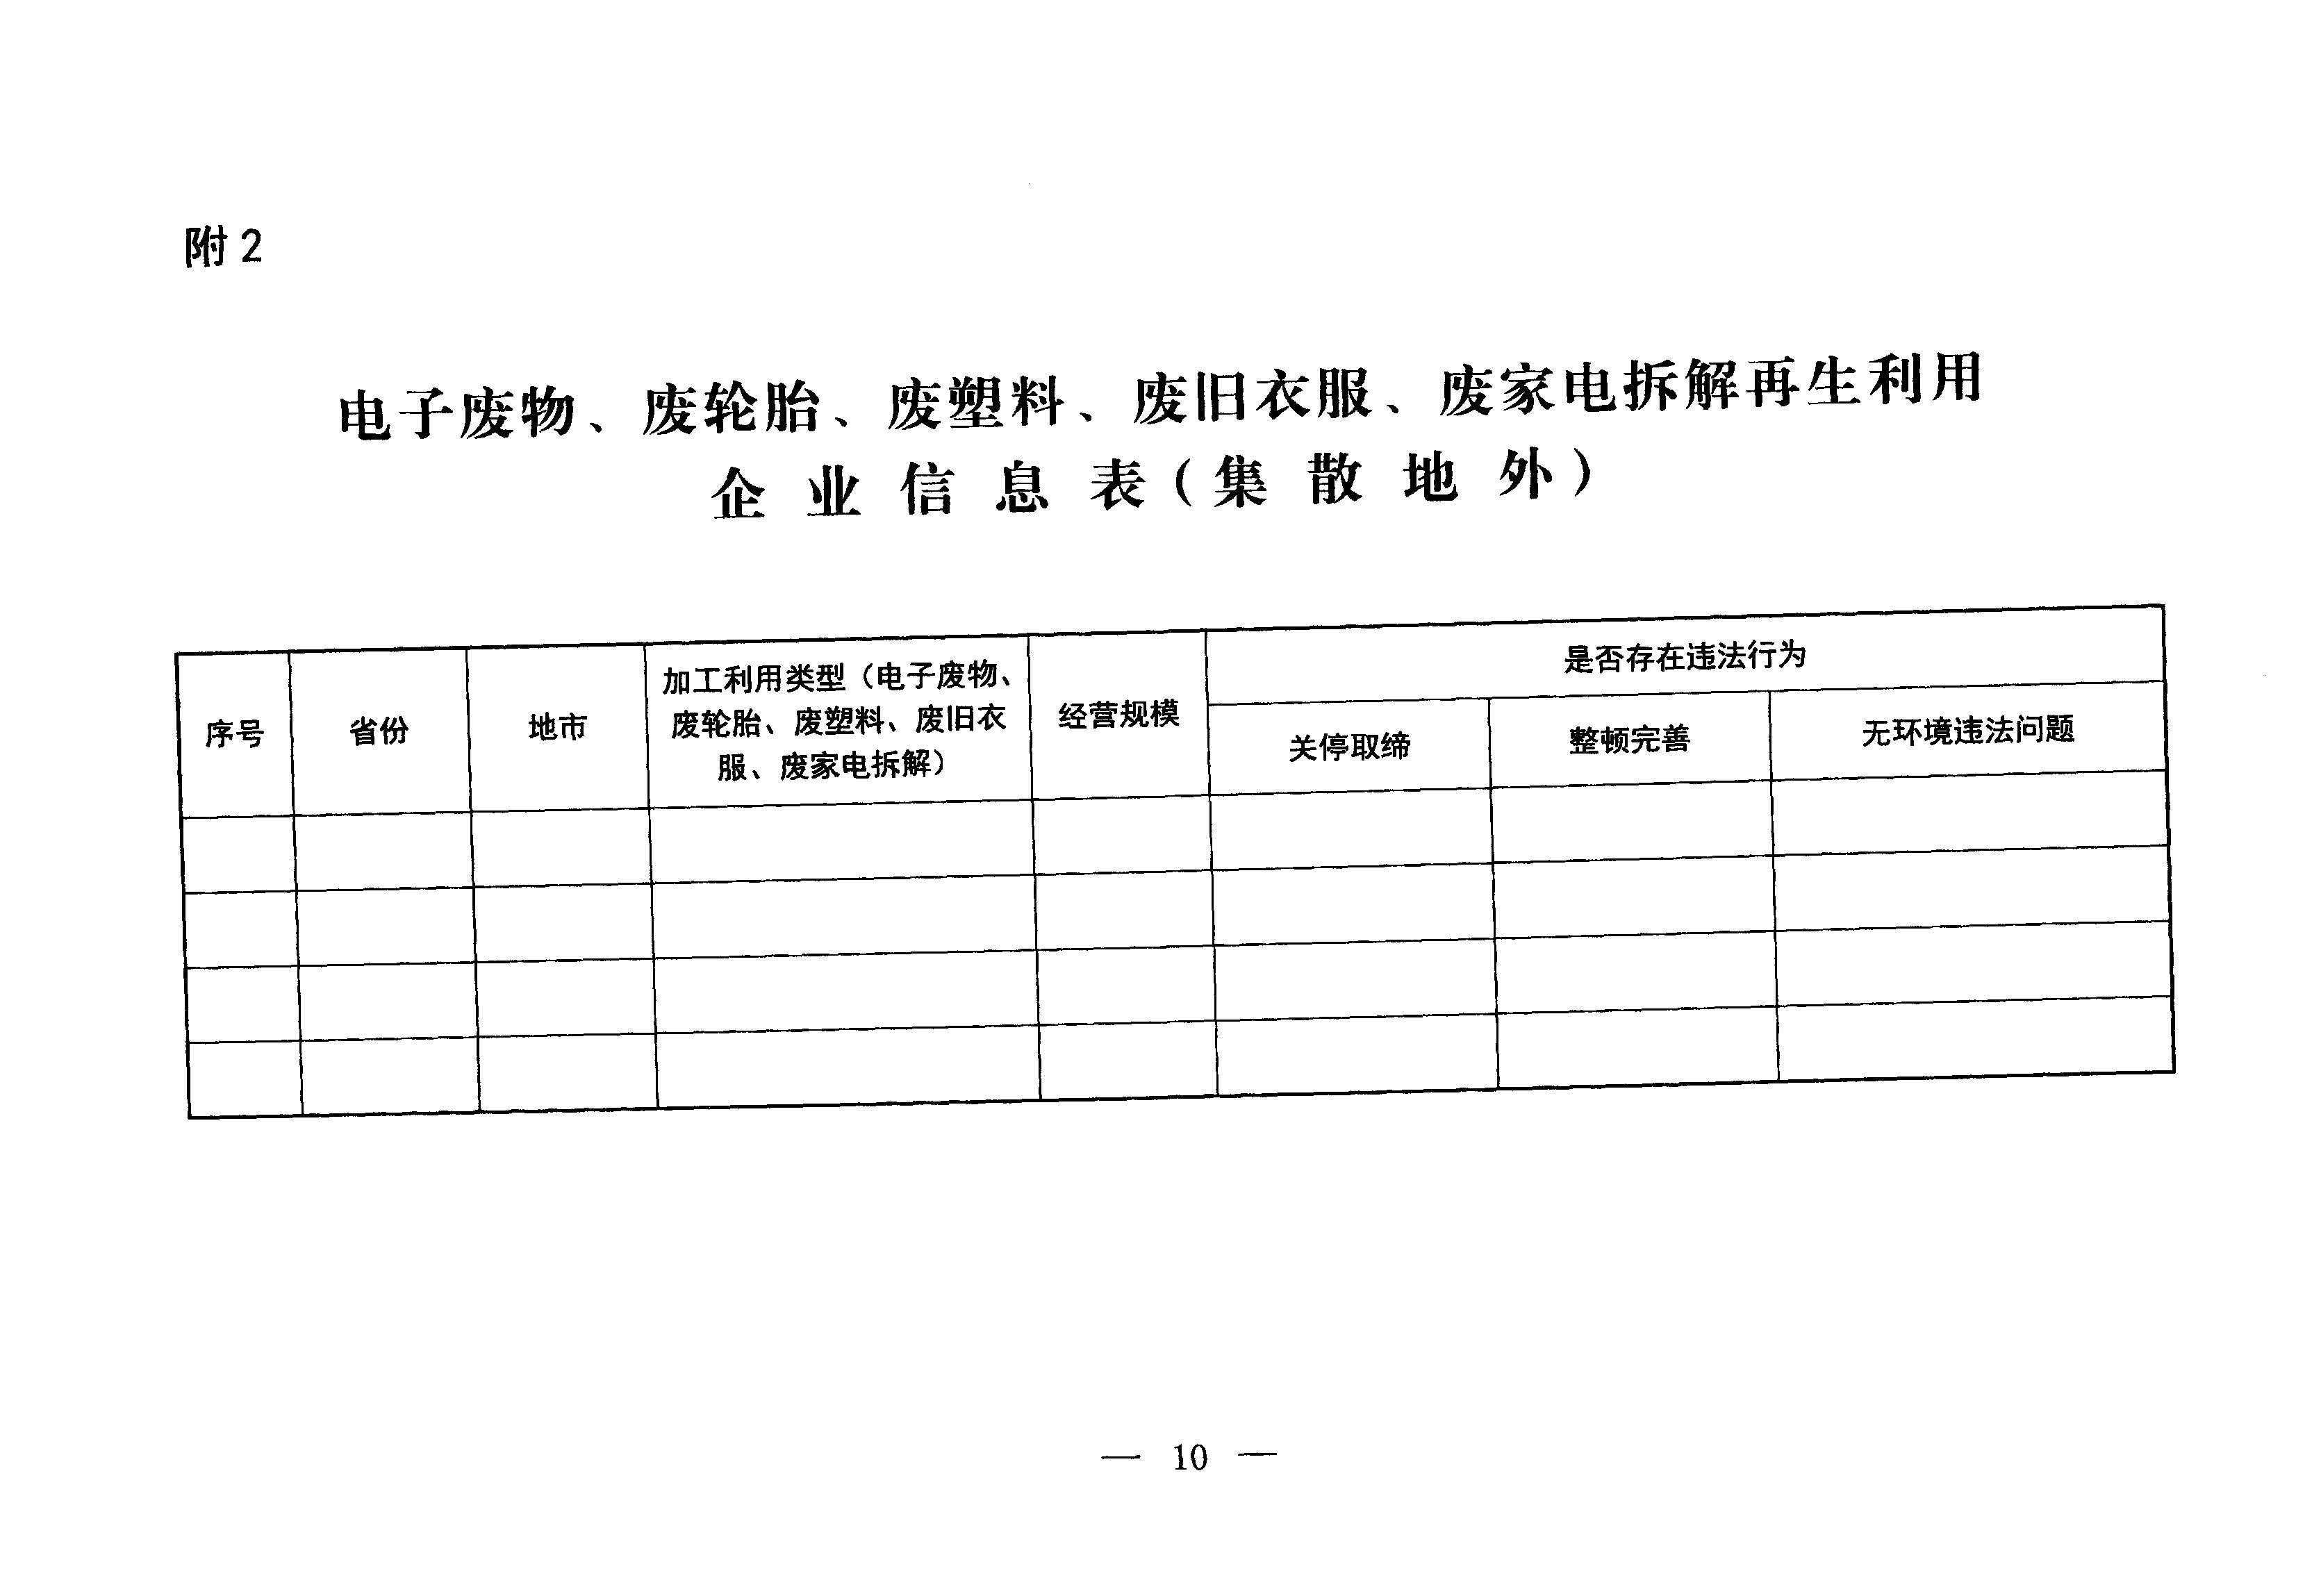 附2
电子废物、废轮胎、废塑料、废旧衣服、废家电拆解再生利用
企业信息表(集散地外)
序号
省份
地市
加工利用类型（电子废物、
废轮胎、废塑料、废旧衣
服、废家电拆解）
经营规模
是否存在违法行为
关停取缔
整顿完善
无环境违法问题
— 10 —